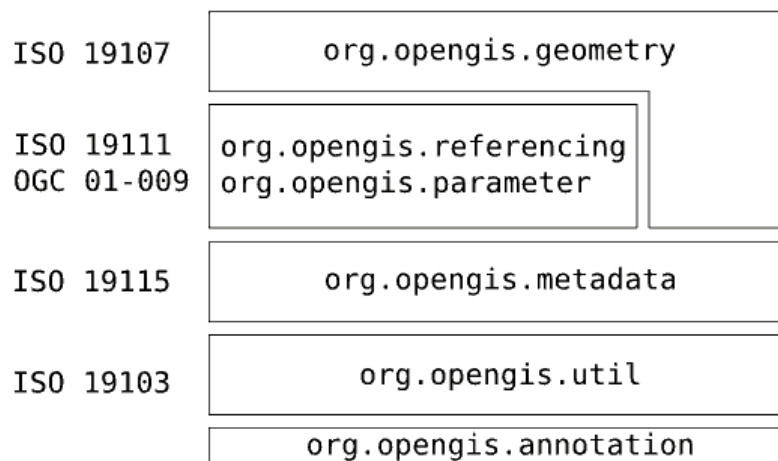 ISO 19107 org.opengis.geometry
ISO 19111 org.opengis.referencing
OGC 01-009 org.opengis.parameter
ISO 19115 org.opengis.metadata
ISO 19103 org.opengis.util
org.opengis.annotation